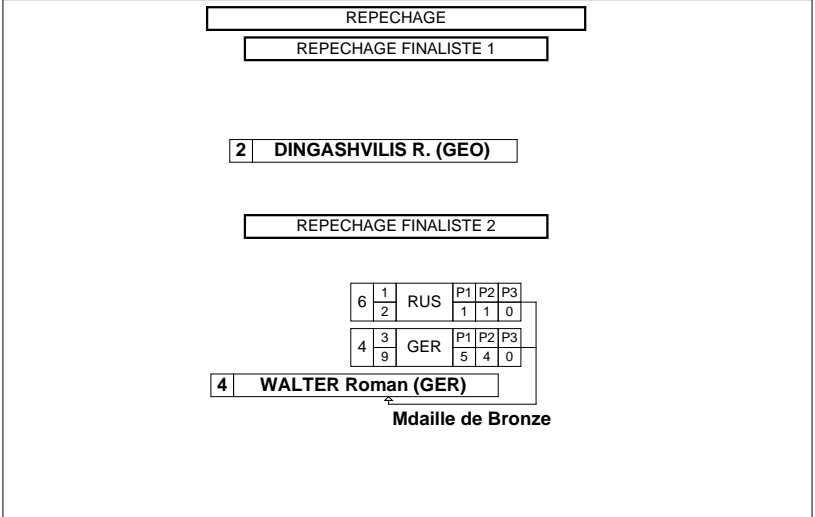 REPECHAGE
REPECHAGE FINALISTE 1
2 DINGASHVILIS R. (GEO)
REPECHAGE FINALISTE 2
6 1 RUS P1 P2 P3
2 1 1 0
4 3 GER P1 P2 P3
9 5 4 0
4 WALTER Roman (GER)
Mdaille de Bronze